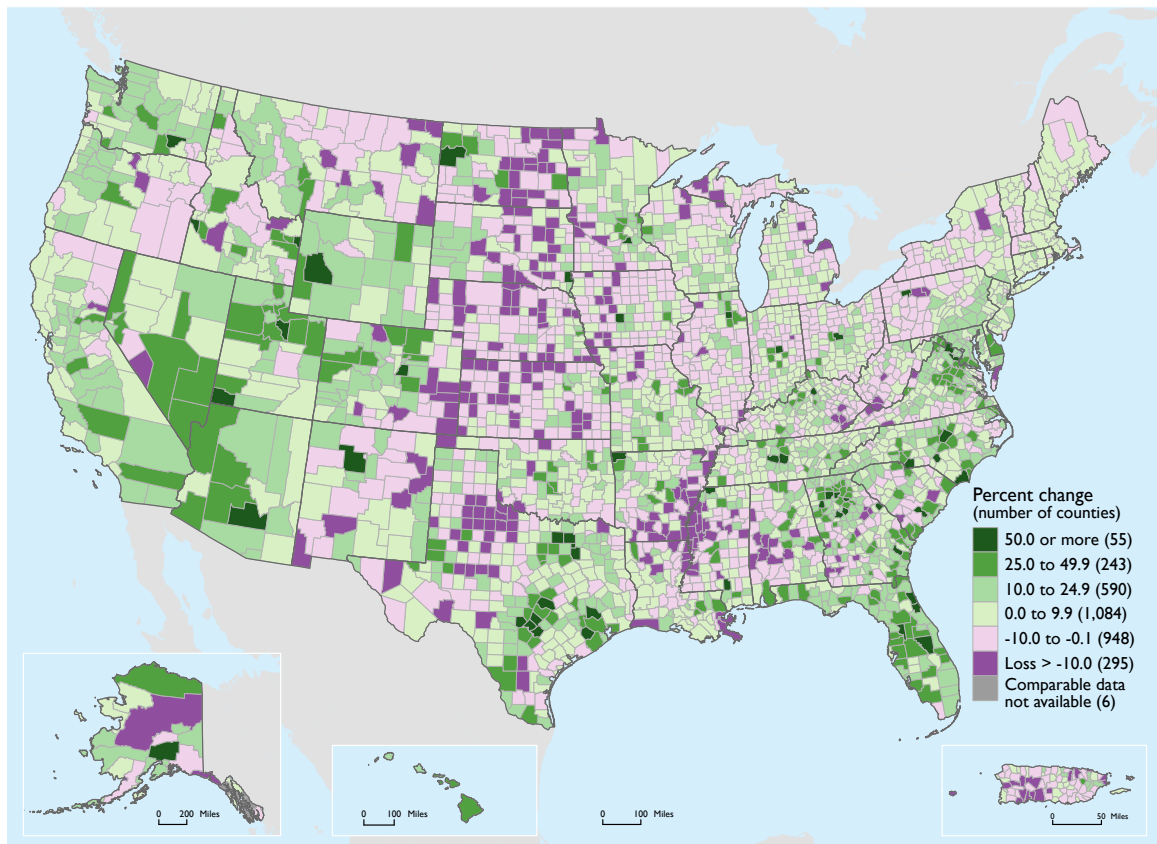 Percent change
(number of counties)
50.0 or more (55)
25.0 to 49.9 (243)
10.0 to 24.9 (590)
0.0 to 9.9 (1,084)
-10.0 to -0.1 (948)
Loss > -10.0 (295)
Comparable data
not available (6)
0 200 Miles
0 100 Miles
0 100 Miles
0 50 Miles